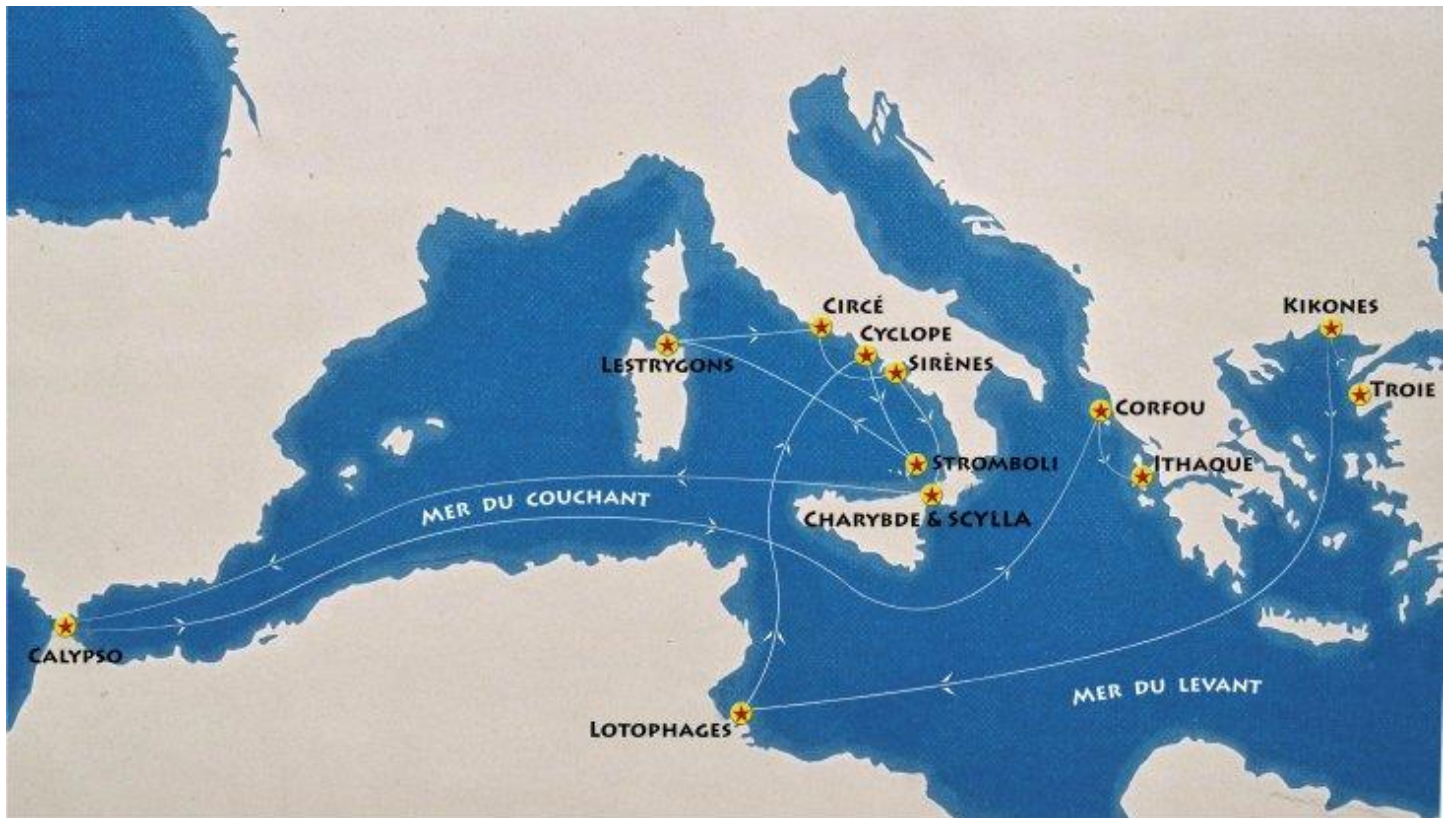 CIRCÉ
KIKONES
CYCLOPE
LESTRYGONS
SIRÈNES
TROIE
CORFOU
STROMBOLI
ITHAQUE
MER DU COUCHANT
CHARYBDE & SCYLLA
CALYPSO
MER DU LEVANT
LOTOPHAGES